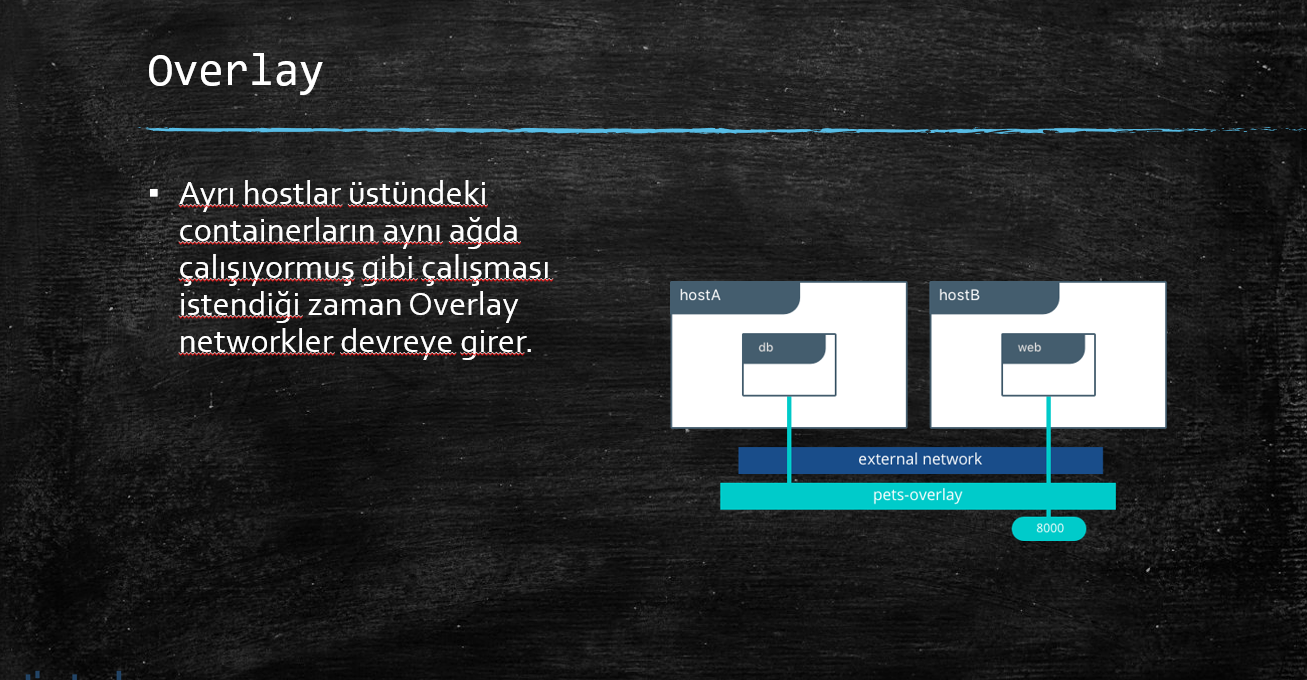 Overlay
▪ Ayrı hostlar üstündeki
containerların aynı ağda
çalışıyormuş gibi çalışması
istendiği zaman Overlay
networkler devreye girer.
hostA
hostB
db
web
external network
pets-overlay
8000